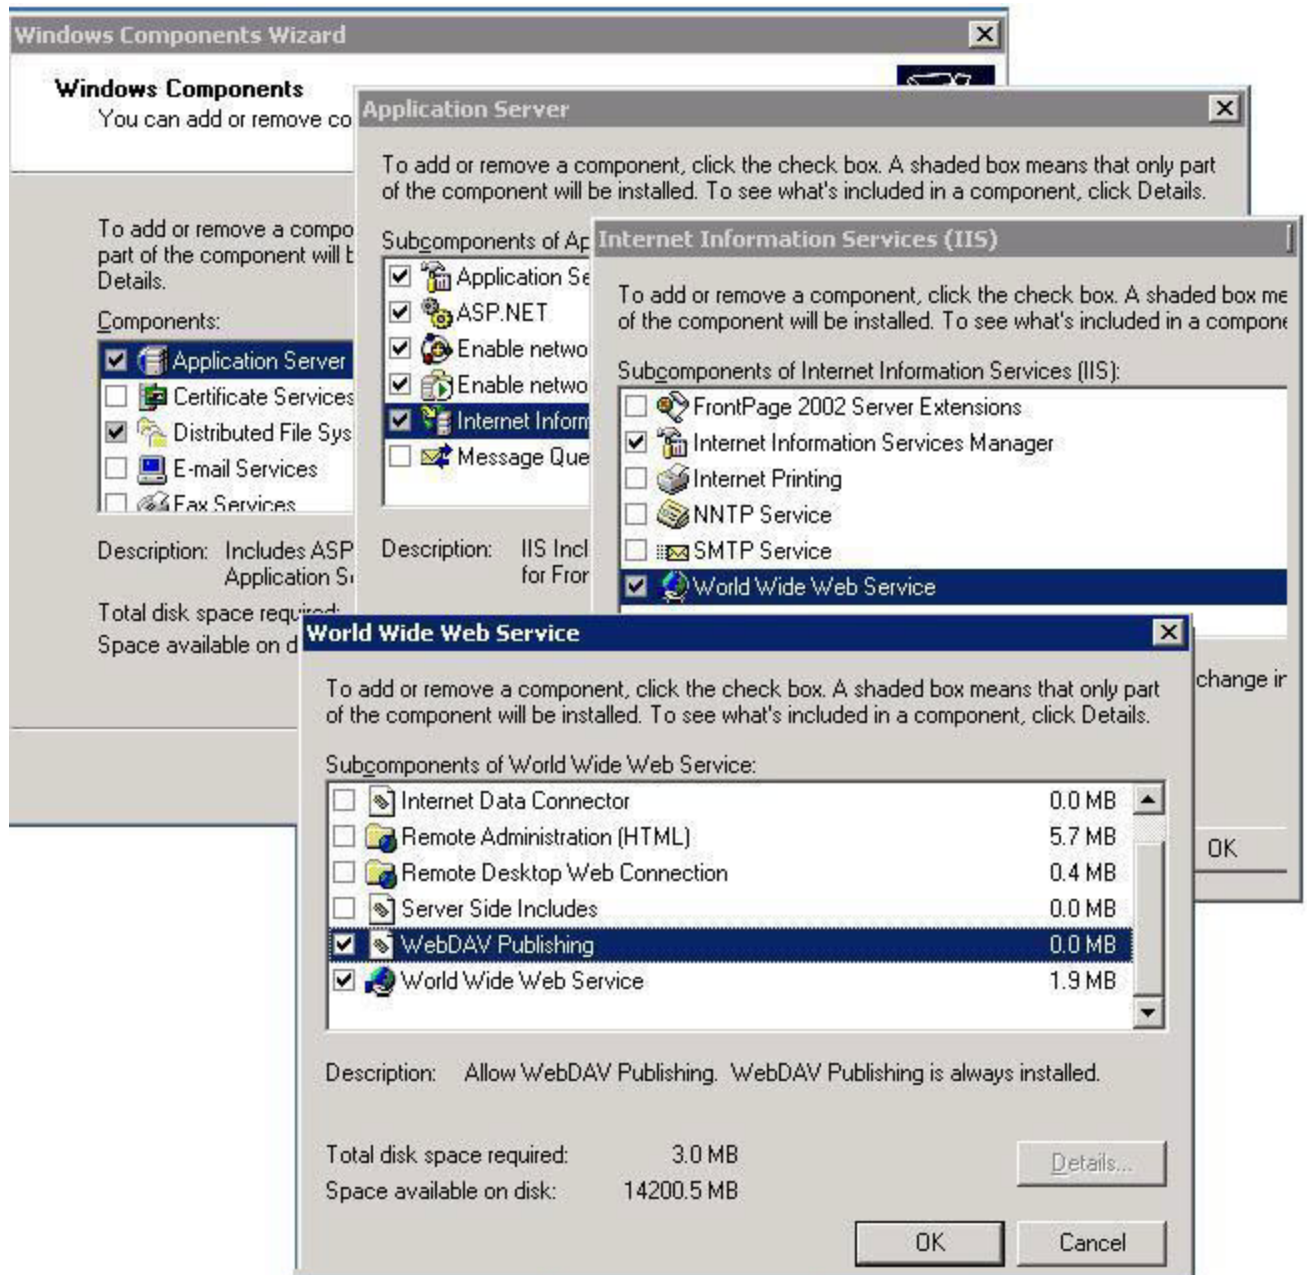 Windows Components Wizard
Windows Components
You can add or remove co
To add or remove a compo
part of the component will b
Details.
Components:
Application Server
Certificate Services
Distributed File Sys
E-mail Services
Fax Services
Description: Includes ASP
Application S
Total disk space required:
Space available on d
Application Server
To add or remove a component, click the check box. A shaded box means that only part
of the component will be installed. To see what's included in a component, click Details.
Subcomponents of Ap
Application Se
ASP.NET
Enable netwo
Enable netwo
Internet Inform
Message Que
Description: IIS Incl
for Fror
Internet Information Services (IIS)
To add or remove a component, click the check box. A shaded box me
of the component will be installed. To see what's included in a compone
Subcomponents of Internet Information Services (IIS):
FrontPage 2002 Server Extensions
Internet Information Services Manager
Internet Printing
NNTP Service
SMTP Service
World Wide Web Service
change in
OK
World Wide Web Service
To add or remove a component, click the check box. A shaded box means that only part
of the component will be installed. To see what's included in a component, click Details.
Subcomponents of World Wide Web Service:
Internet Data Connector 0.0 MB
Remote Administration (HTML) 5.7 MB
Remote Desktop Web Connection 0.4 MB
Server Side Includes 0.0 MB
WebDAV Publishing 0.0 MB
World Wide Web Service 1.9 MB
Description: Allow WebDAV Publishing. WebDAV Publishing is always installed.
Total disk space required: 3.0 MB
Space available on disk: 14200.5 MB
Details...
OK Cancel